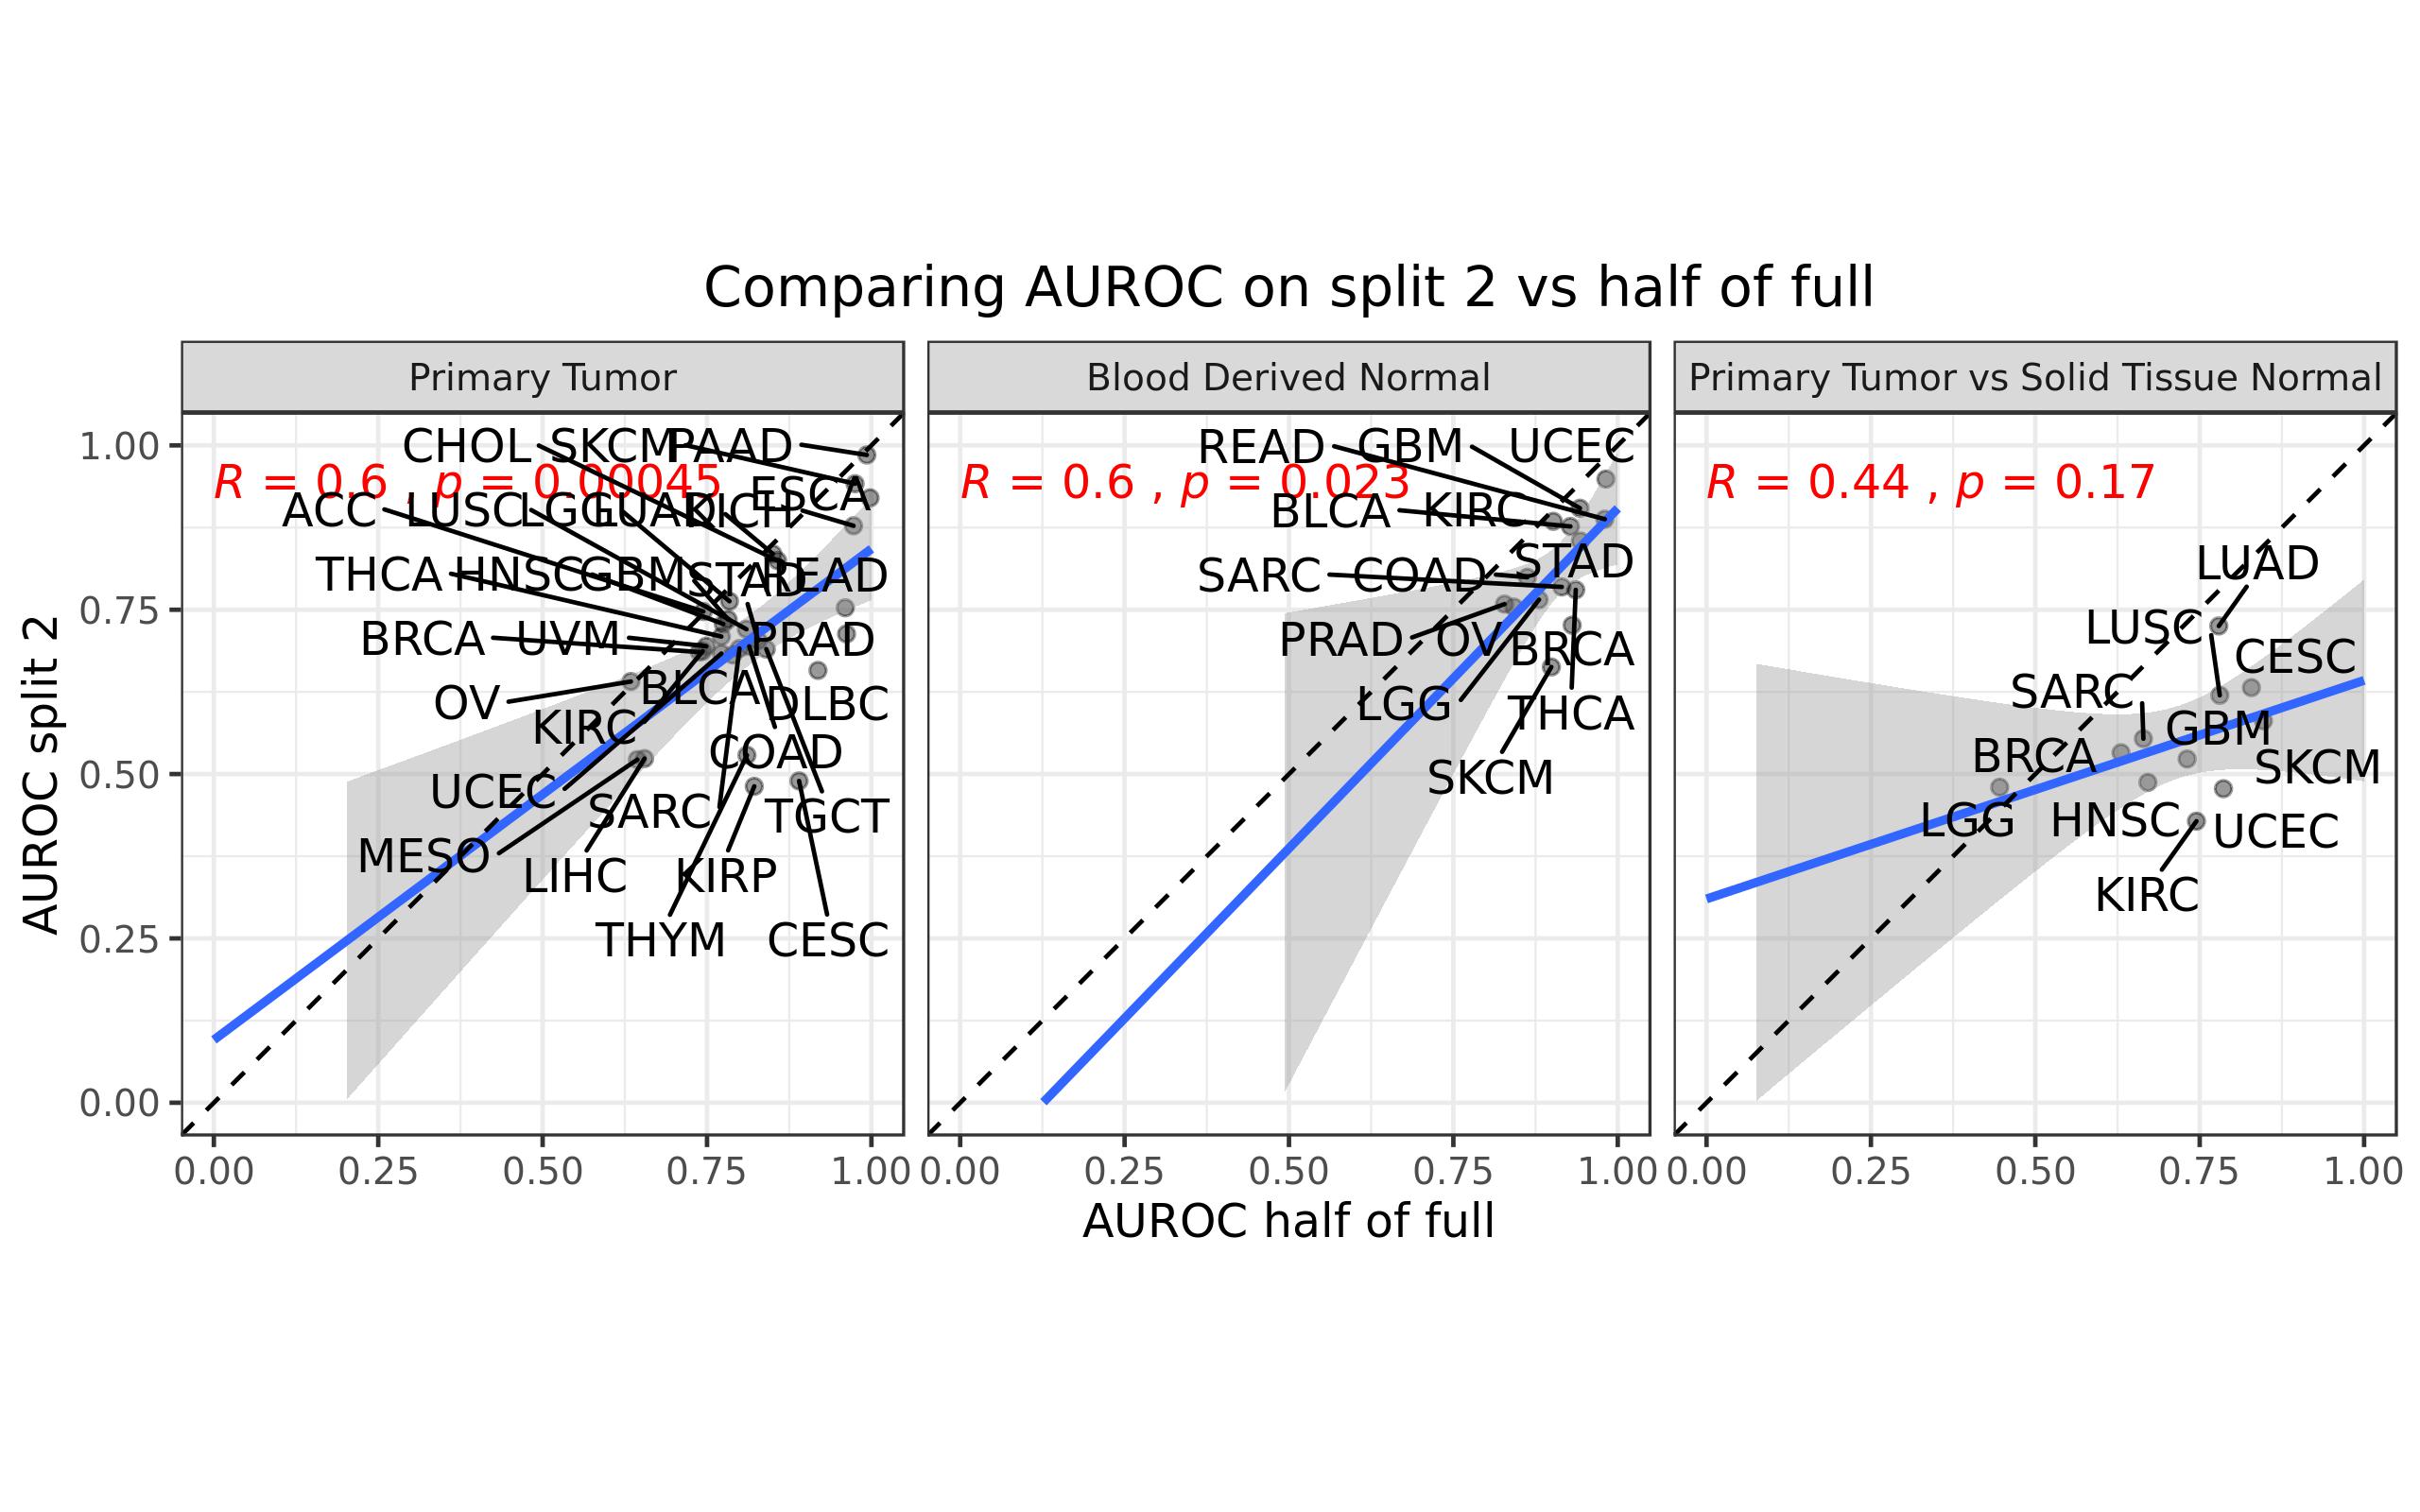 Comparing AUROC on split 2 vs half of full
Primary Tumor
Blood Derived Normal
Primary Tumor vs Solid Tissue Normal
AUROC split 2
1.00
0.75
0.50
0.25
0.00
CHOL SKCM PAAD
R = 0.6 , p = 0.00045
ESCA
ACC LUSC LGG LUAD KICH
THCA HNSC GBM STAD READ
BRCA UVM PRAD
OV BLCA DLBC
KIRC
COAD
UCEC SARC TGCT
MESO LIHC KIRP
THYM CESC
READ GBM UCEC
R = 0.6 , p = 0.023
BLCA KIRC
SARC COAD STAD
PRAD OV BRCA
LGG THCA
SKCM
R = 0.44 , p = 0.17
LUAD
LUSC
CESC
SARC
GBM
BRCA
SKCM
LGG HNSC UCEC
KIRC
0.00 0.25 0.50 0.75 1.00
0.00 0.25 0.50 0.75 1.00
0.00 0.25 0.50 0.75 1.00
AUROC half of full